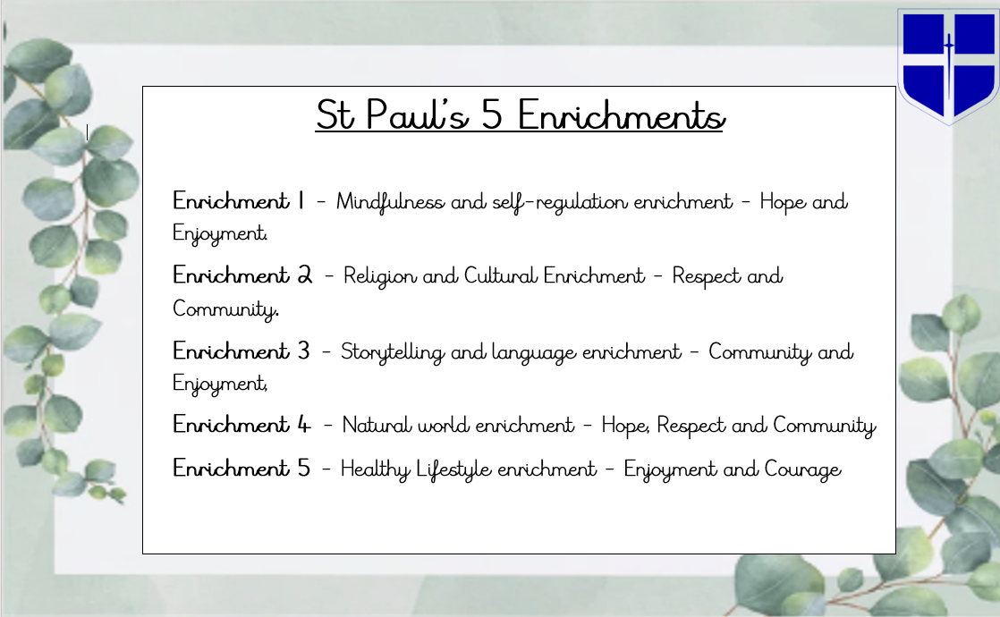 St Paul's 5 Enrichments
Enrichment 1 – Mindfulness and self-regulation enrichment – Hope and
Enjoyment.
Enrichment 2 – Religion and Cultural Enrichment – Respect and
Community.
Enrichment 3 – Storytelling and language enrichment – Community and
Enjoyment,
Enrichment 4 – Natural world enrichment – Hope, Respect and Community
Enrichment 5 – Healthy Lifestyle enrichment – Enjoyment and Courage